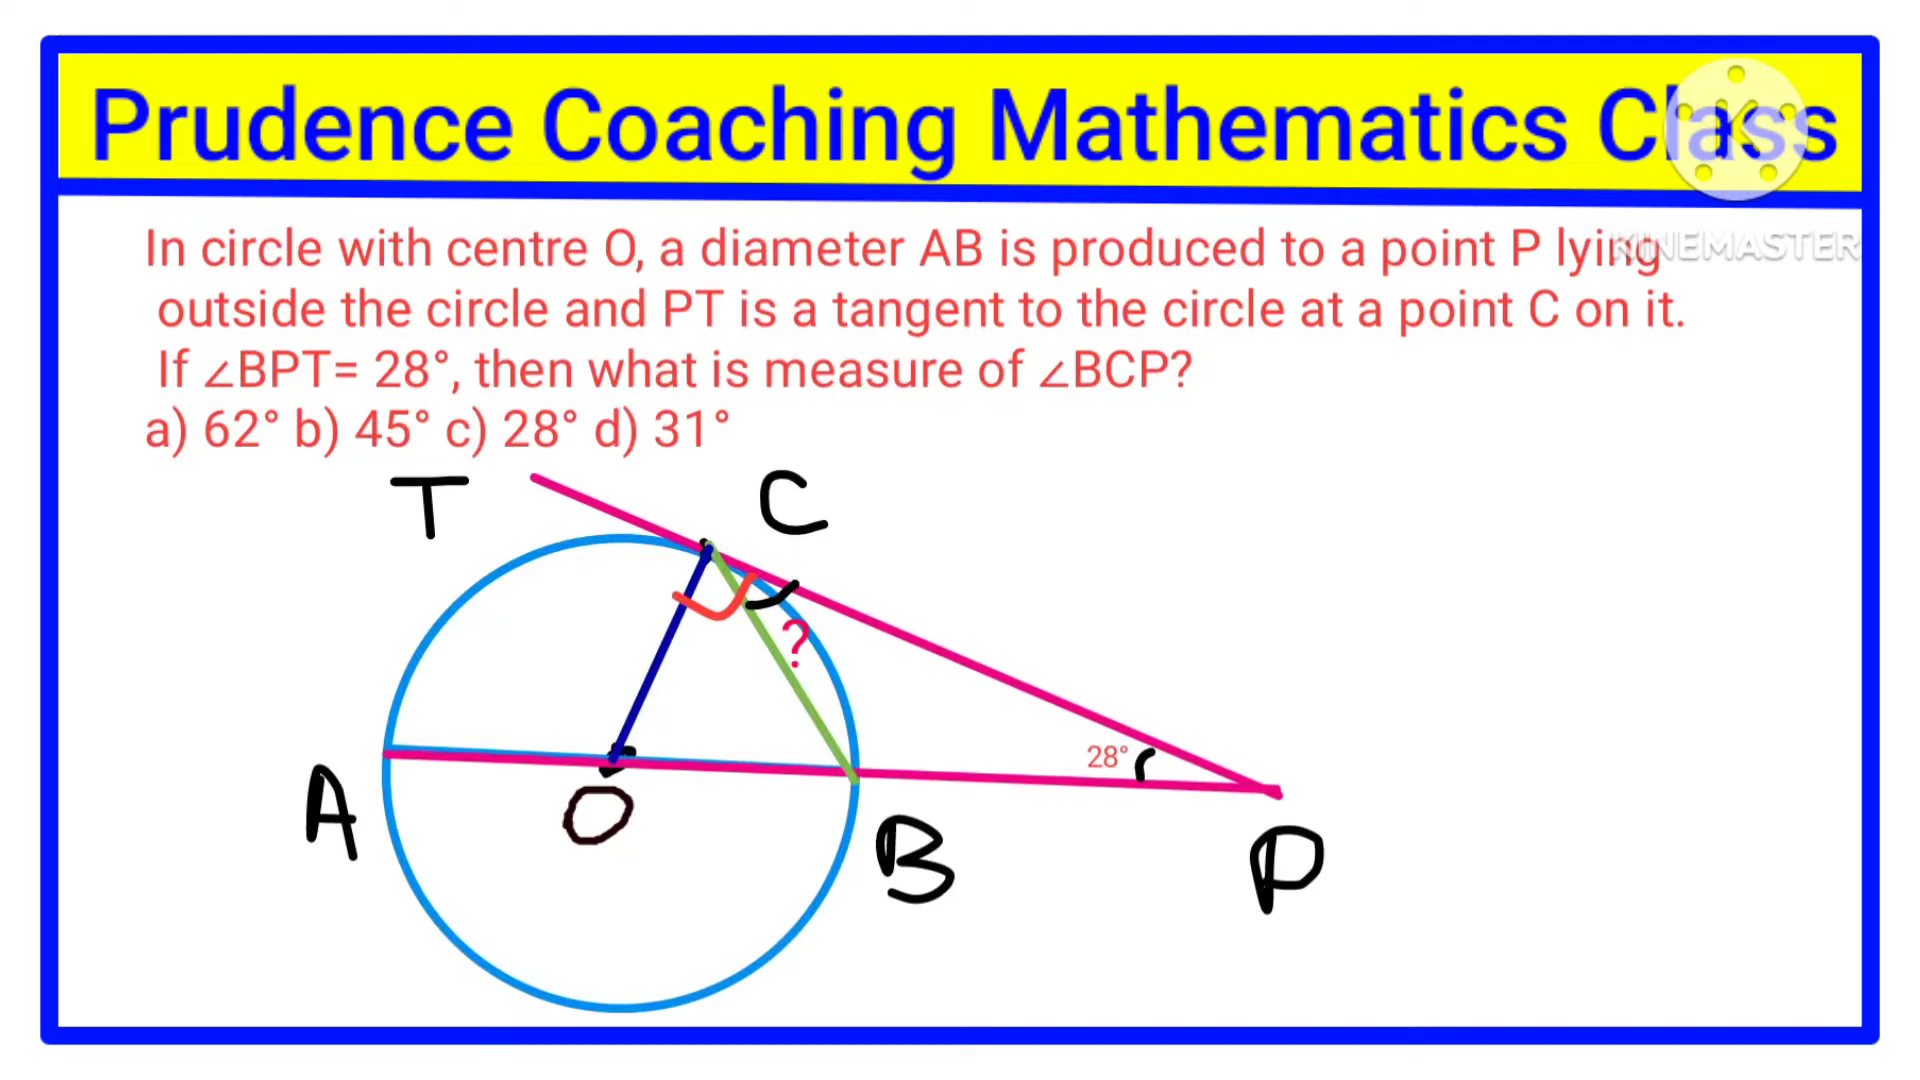 Prudence Coaching Mathematics Class
KINEMASTER
In circle with centre O, a diameter AB is produced to a point P lying
outside the circle and PT is a tangent to the circle at a point C on it.
If ∠BPT= 28°, then what is measure of ∠BCP?
a) 62° b) 45° c) 28° d) 31°
T
C
?
28°
A
O
B
P